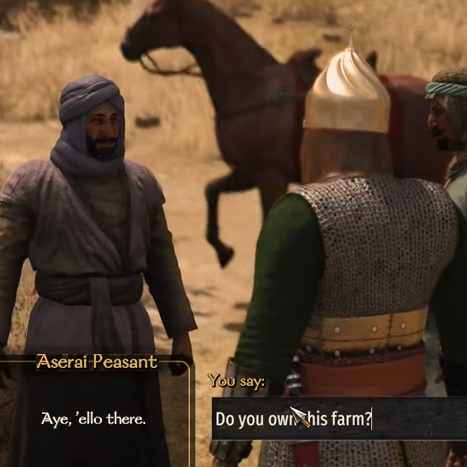 Aserai Peasant
Aye, 'ello there.
You say:
Do you own this farm?